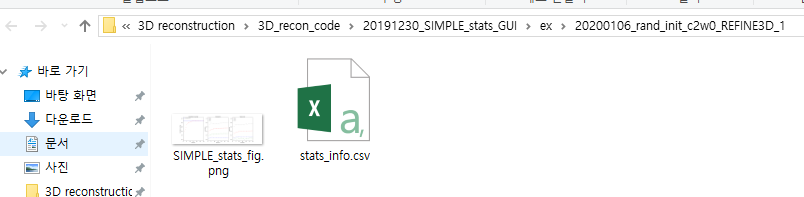 « 3D reconstruction > 3D_recon_code > 20191230_SIMPLE_stats_GUI > ex > 20200106_rand_init_c2w0_REFINE3D_1
바로 가기
바탕 화면
다운로드
문서
사진
3D reconstructio
SIMPLE_stats_fig.
png
stats_info.csv